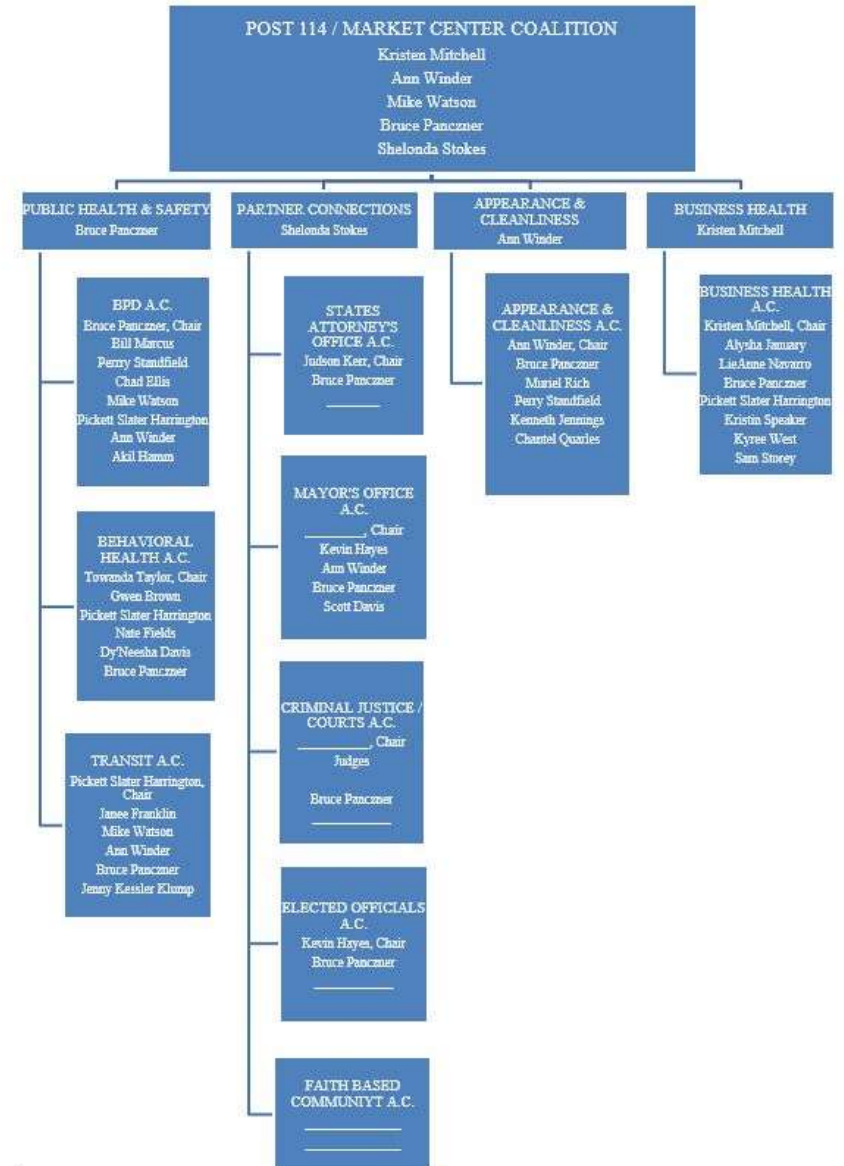 POST 114 / MARKET CENTER COALITION
Kristen Mitchell
Ann Winder
Mike Watson
Bruce Panczner
Shelonda Stokes
PUBLIC HEALTH & SAFETY
Bruce Panczner
BPD A.C.
Bruce Panczner, Chair
Bill Marcus
Perrry Standfield
Chad Ellis
Mike Watson
Pickett Slater Harrington
Ann Winder
Akil Hamm
BEHAVIORAL
HEALTH A.C.
Towanda Taylor, Chair
Gwen Brown
Pickett Slater Harrington
Nate Fields
Dy'Neesha Davis
Bruce Panczner
TRANSIT A.C.
Pickett Slater Harrington,
Chair
Janee Franklin
Mike Watson
Ann Winder
Bruce Panczner
Jenny Kessler Klump
PARTNER CONNECTIONS
Shelonda Stokes
STATES
ATTORNEY'S
OFFICE A.C.
Judson Kerr, Chair
Bruce Panczner
________
MAYOR'S OFFICE
A.C.
_________, Chair
Kevin Hayes
Ann Winder
Bruce Panczner
Scott Davis
CRIMINAL JUSTICE /
COURTS A.C.
___________, Chair
Judges
Bruce Panczner
____________
ELECTED OFFICIALS
A.C.
Kevin Hayes, Chair
Bruce Panczner
____________
FAITH BASED
COMMUNIYT A.C.
______________
______________
APPEARANCE &
CLEANLINESS
Ann Winder
APPEARANCE &
CLEANLINESS A.C.
Ann Winder, Chair
Bruce Panczner
Muriel Rich
Perry Standfield
Kenneth Jennings
Chantel Quarles
BUSINESS HEALTH
Kristen Mitchell
BUSINESS HEALTH
A.C.
Kristen Mitchell, Chair
Alysha January
LieAnne Navarro
Bruce Panczner
Pickett Slater Harrington
Kristin Speaker
Kyree West
Sam Storey